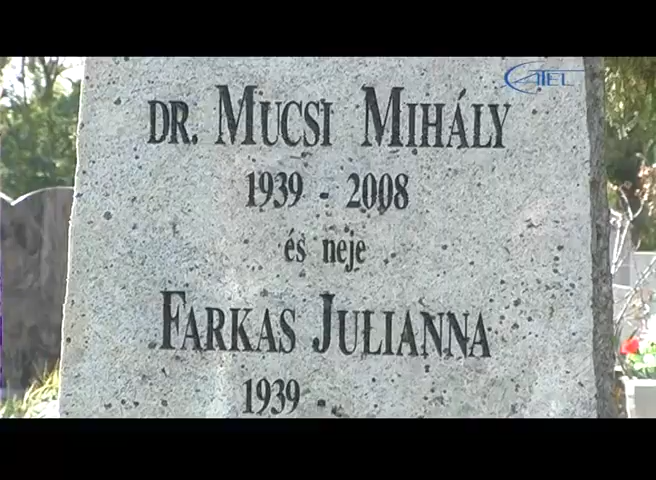 DR. MUCSI MIHÁLY
1939 - 2008
és neje
FARKAS JULIANNA
1939 -